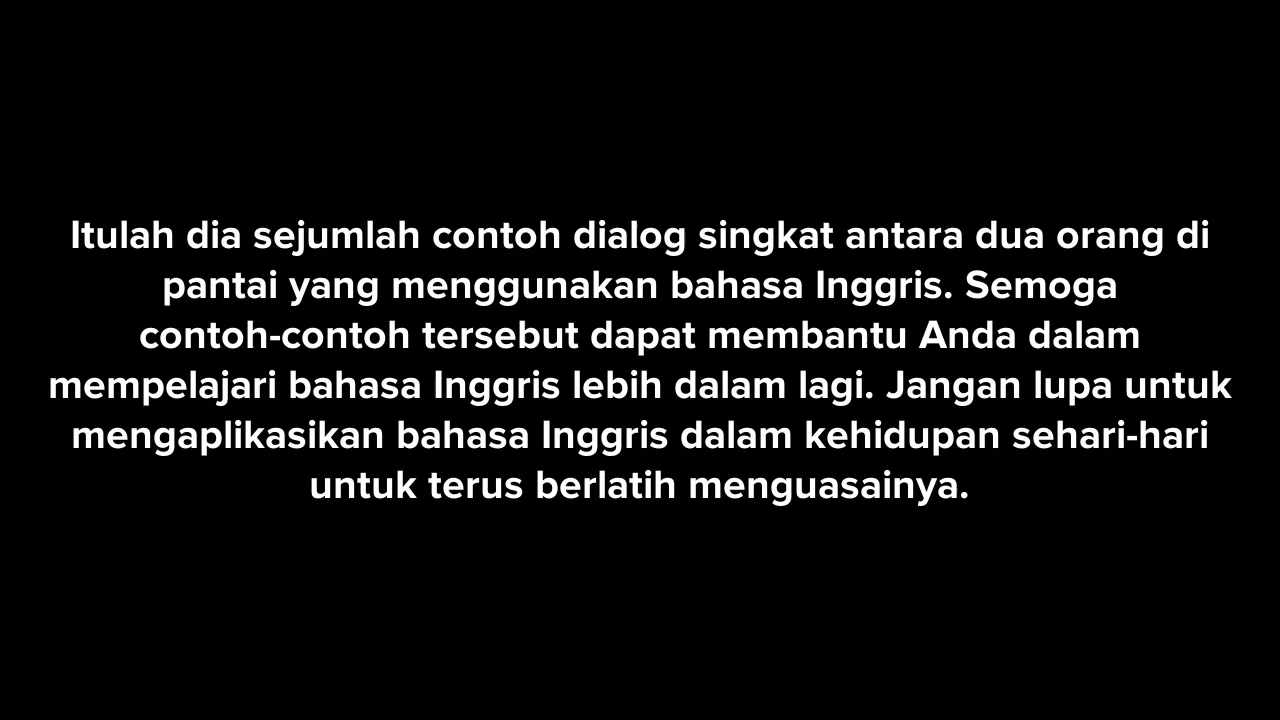 Itulah dia sejumlah contoh dialog singkat antara dua orang di
pantai yang menggunakan bahasa Inggris. Semoga
contoh-contoh tersebut dapat membantu Anda dalam
mempelajari bahasa Inggris lebih dalam lagi. Jangan lupa untuk
mengaplikasikan bahasa Inggris dalam kehidupan sehari-hari
untuk terus berlatih menguasainya.